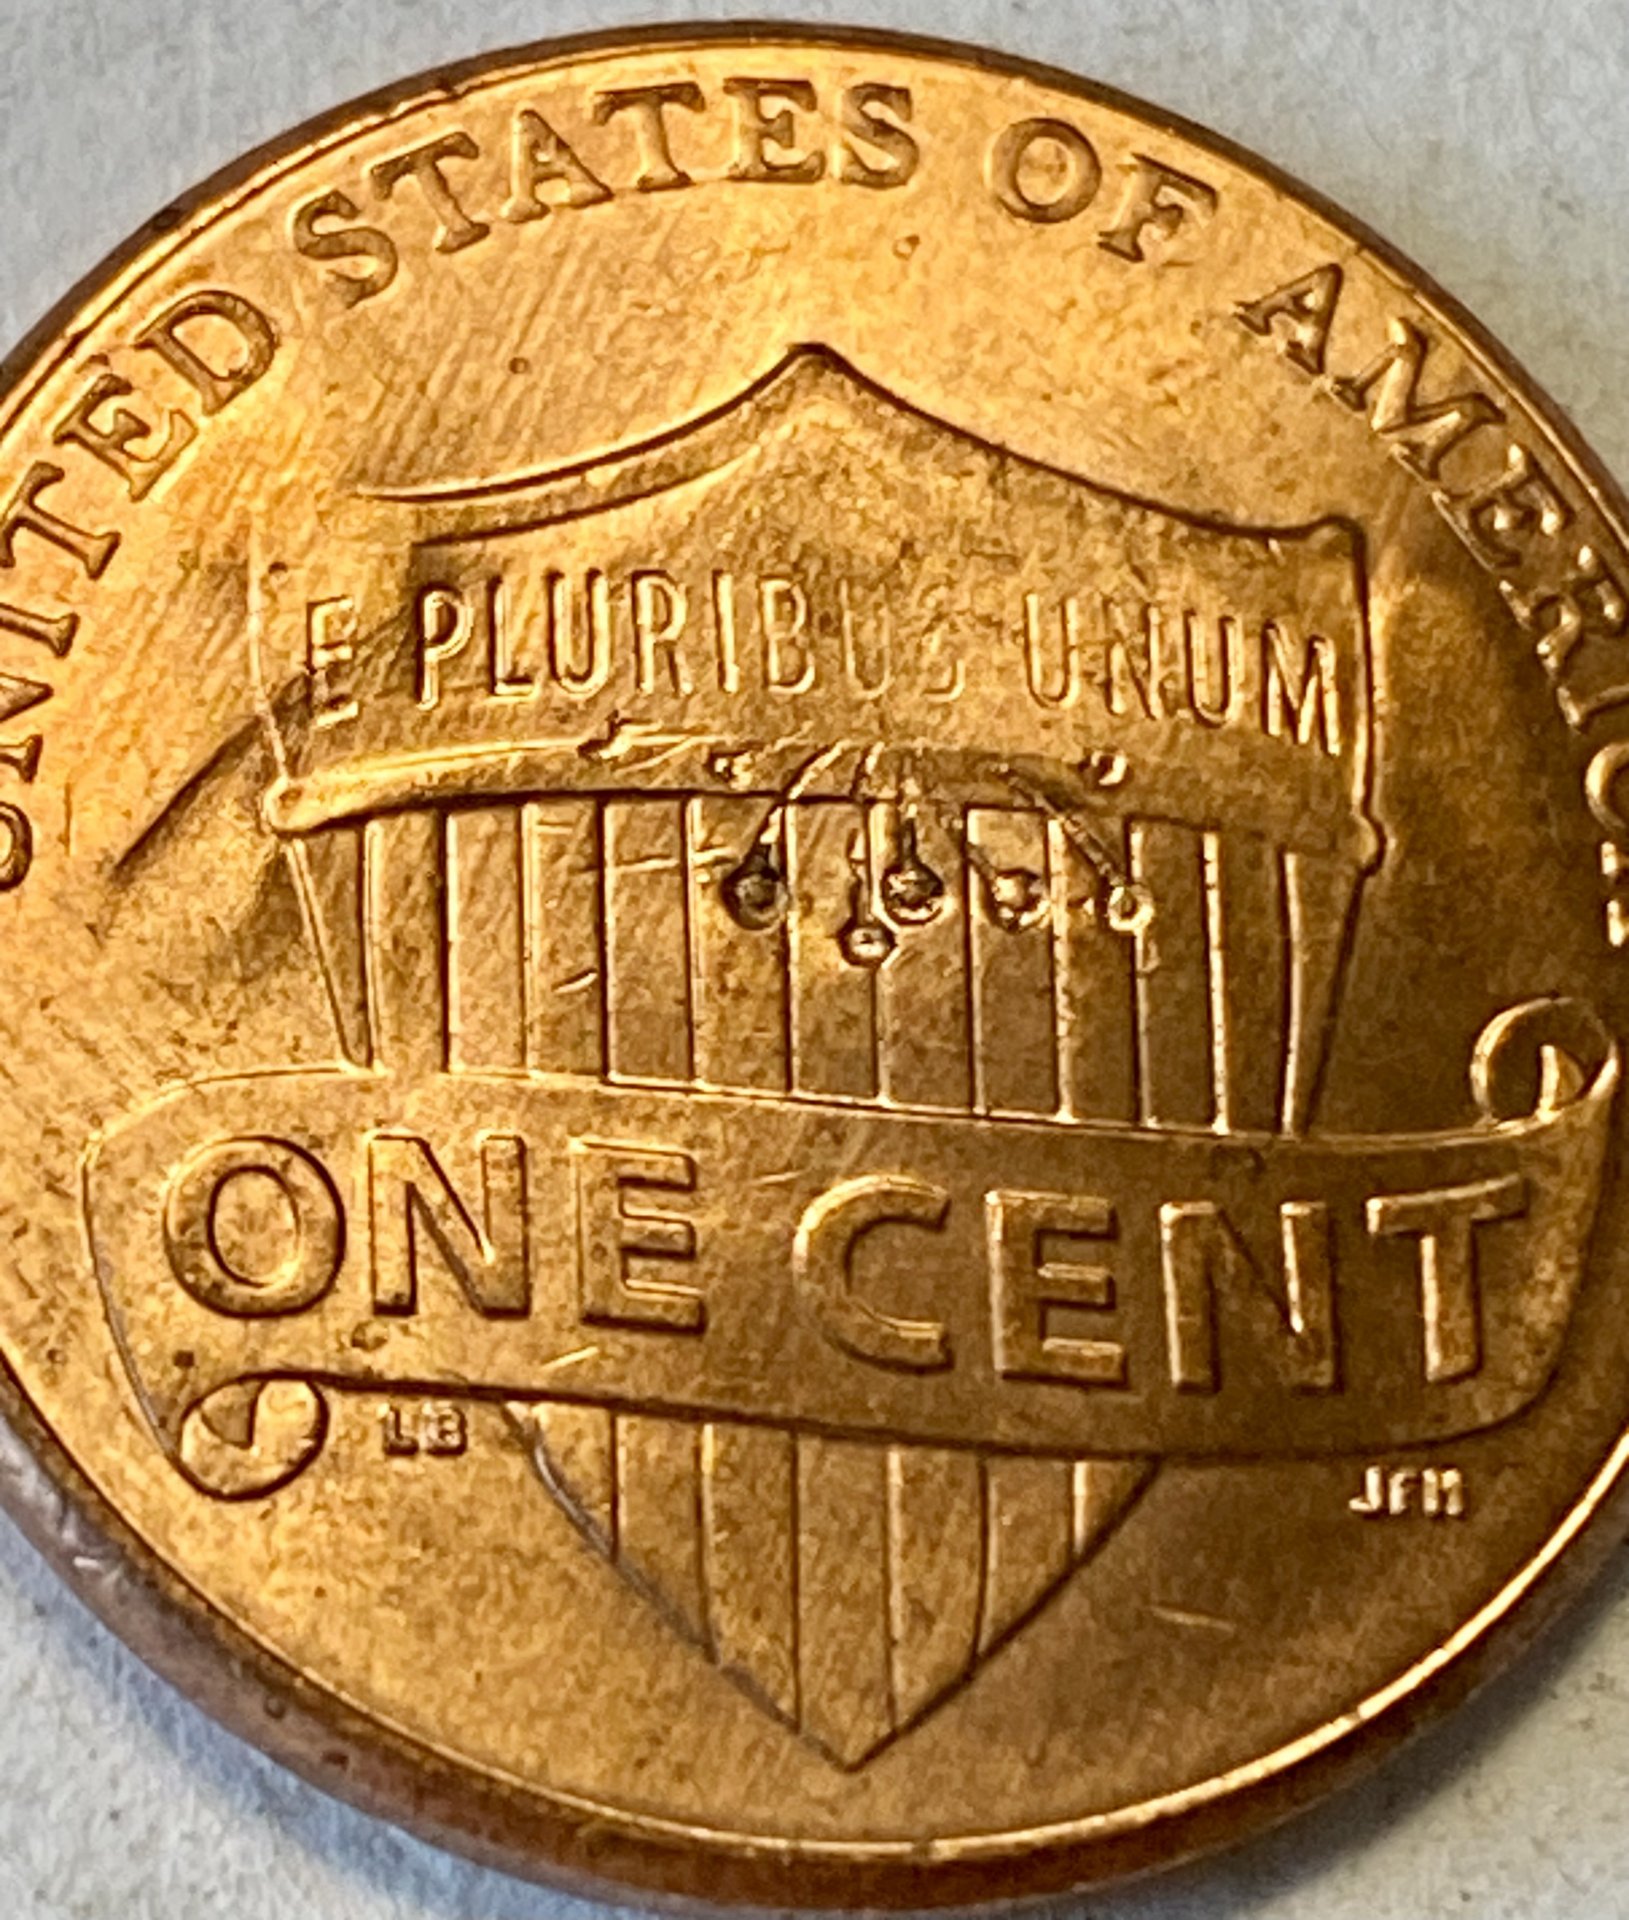 UNITED STATES OF AMERICA
E PLURIBUS UNUM
ONE CENT
LB
JFM